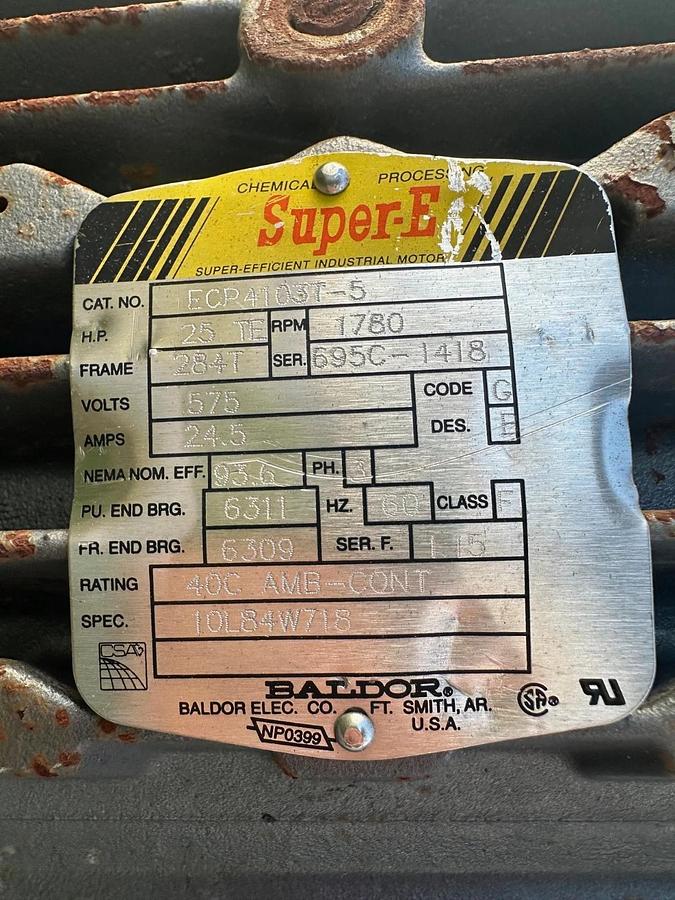 CHEMICAL PROCESSING
Super-E
SUPER-EFFICIENT INDUSTRIAL MOTOR
CAT. NO. ECP4103T-5
H.P. 25 TE RPM 1780
FRAME 284T SER. 695C-1418
VOLTS 575 CODE G
AMPS 24.5 DES.
NEMA NOM. EFF. 93.6 PH. 3
PU. END BRG. 6311 HZ. 60 CLASS F
FR. END BRG. 6309 SER. F. 1.15
RATING 40C AMB-CONT
SPEC. 10L84W718
CSA
BALDOR®
BALDOR ELEC. CO. FT. SMITH, AR.
U.S.A.
NP0399
SA